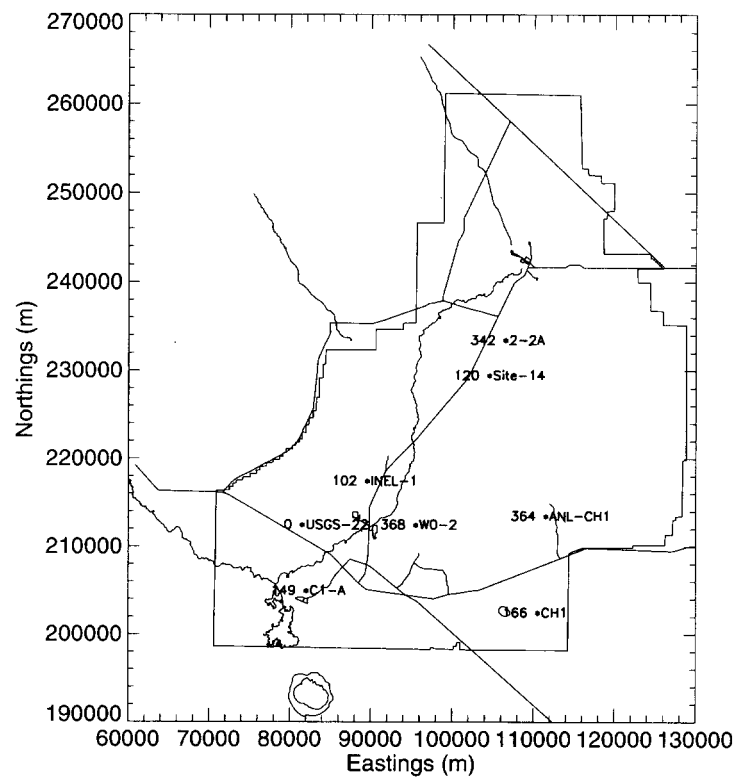 270000
260000
250000
240000
230000
220000
210000
200000
190000
Northings (m)
342 2-2A
120 Site-14
102 INEL-1
0 USGS-22
368 WO-2
364 ANL-CH1
149 C1-A
166 CH1
60000 70000 80000 90000 100000 110000 120000 130000
Eastings (m)